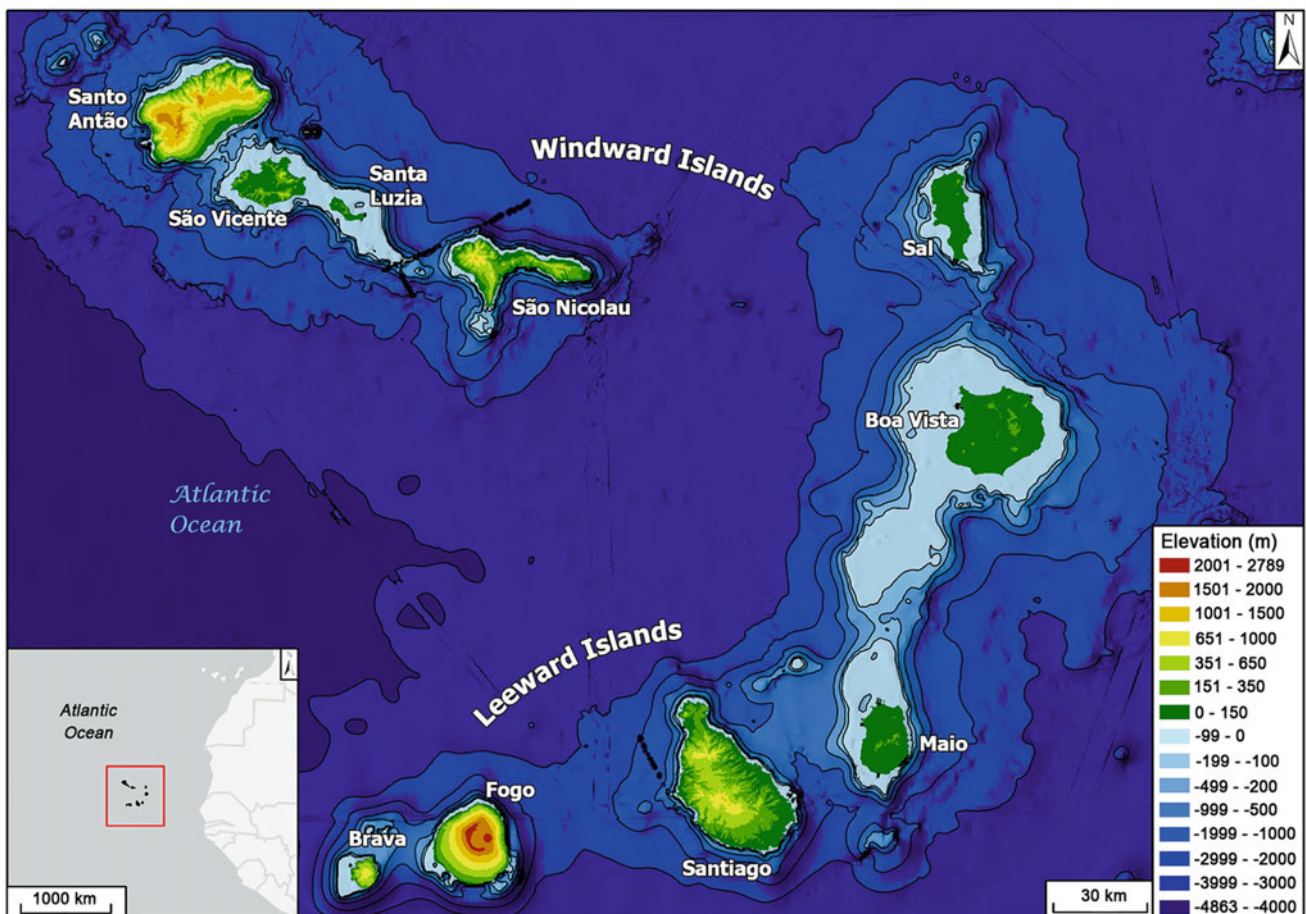 N
Santo
Antão
Windward Islands
Santa
Luzia
São Vicente
Sal
São Nicolau
Boa Vista
Atlantic
Ocean
Leeward Islands
Maio
Fogo
Brava
Santiago
Elevation (m)
2001 - 2789
1501 - 2000
1001 - 1500
651 - 1000
351 - 650
151 - 350
0 - 150
-99 - 0
-199 - -100
-499 - -200
-999 - -500
-1999 - -1000
-2999 - -2000
-3999 - -3000
-4863 - -4000
30 km
Atlantic
Ocean
1000 km